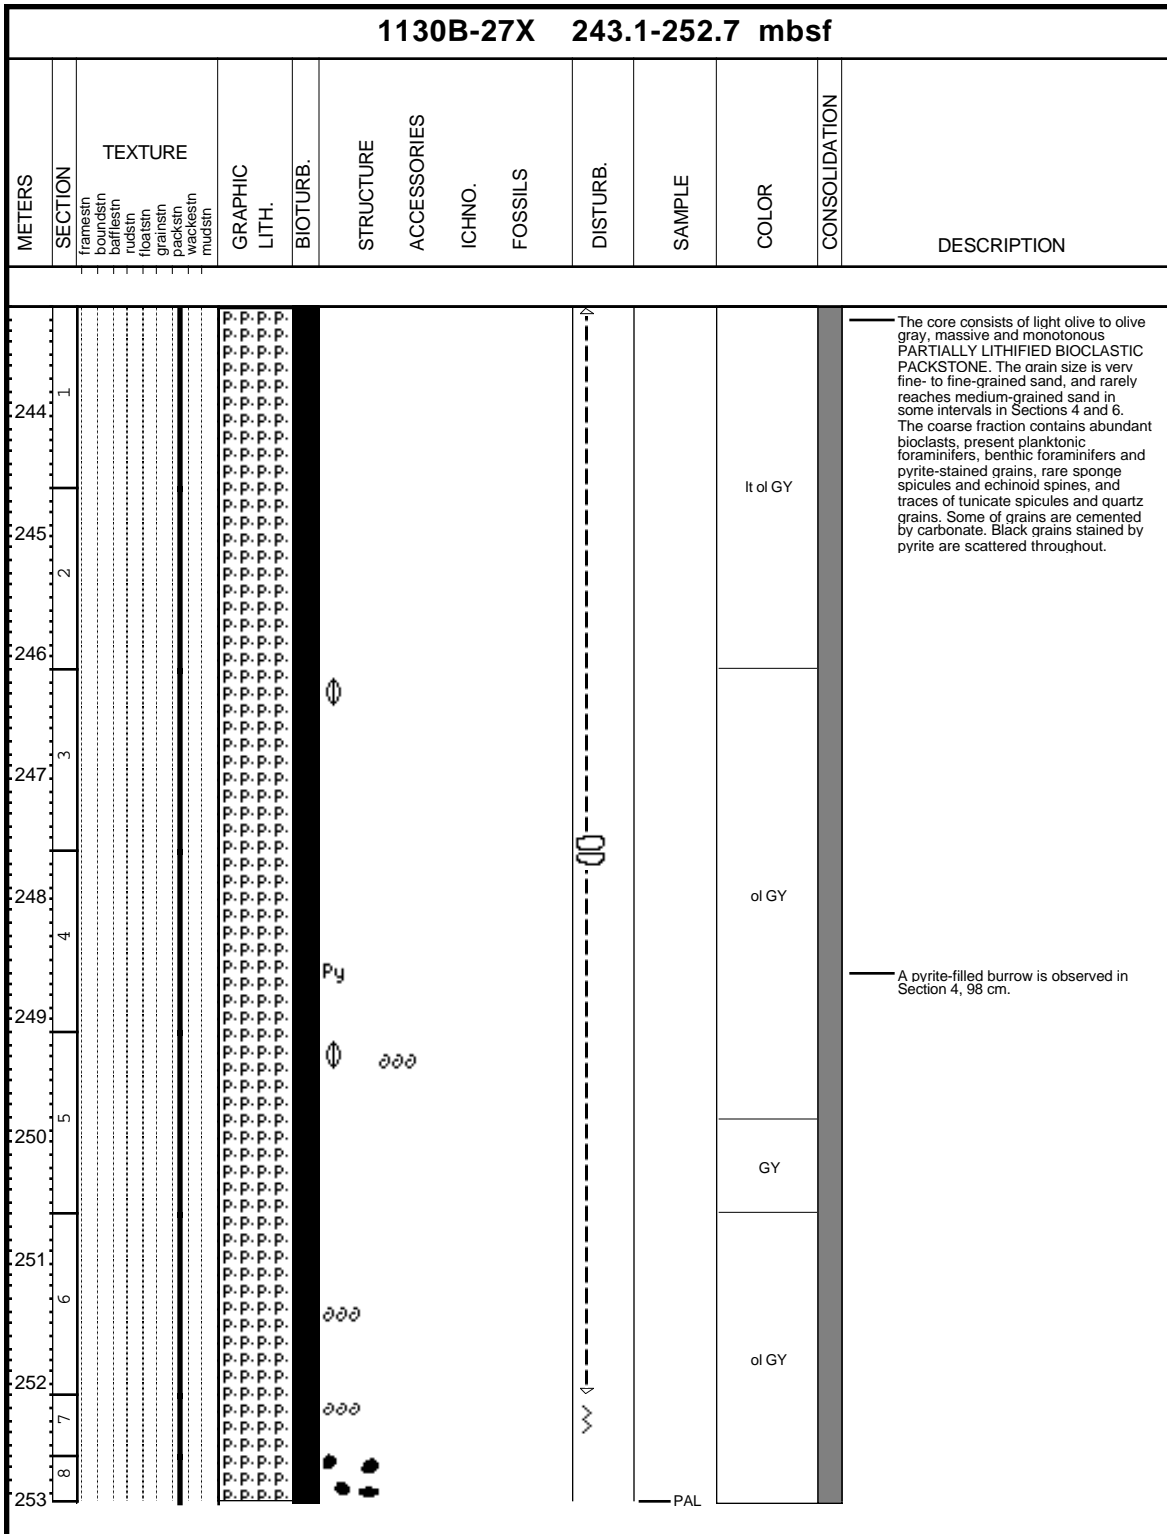 1130B-27X 243.1-252.7 mbsf
METERS
SECTION
TEXTURE
framestn
boundstn
bafflestn
rudstn
floatstn
grainstn
packstn
wackestn
mudstn
GRAPHIC
LITH.
BIOTURB.
STRUCTURE
ACCESSORIES
ICHNO.
FOSSILS
DISTURB.
SAMPLE
COLOR
CONSOLIDATION
DESCRIPTION
The core consists of light olive to olive
gray, massive and monotonous
PARTIALLY LITHIFIED BIOCLASTIC
PACKSTONE. The grain size is very
fine- to fine-grained sand, and rarely
reaches medium-grained sand in
some intervals in Sections 4 and 6.
The coarse fraction contains abundant
bioclasts, present planktonic
foraminifers, benthic foraminifers and
pyrite-stained grains, rare sponge
spicules and echinoid spines, and
traces of tunicate spicules and quartz
grains. Some of grains are cemented
by carbonate. Black grains stained by
pyrite are scattered throughout.
1
244
lt ol GY
245
2
246
3
247
248
ol GY
4
Py
A pyrite-filled burrow is observed in
Section 4, 98 cm.
249
5
250
GY
251
6
ol GY
252
7
8
253
PAL